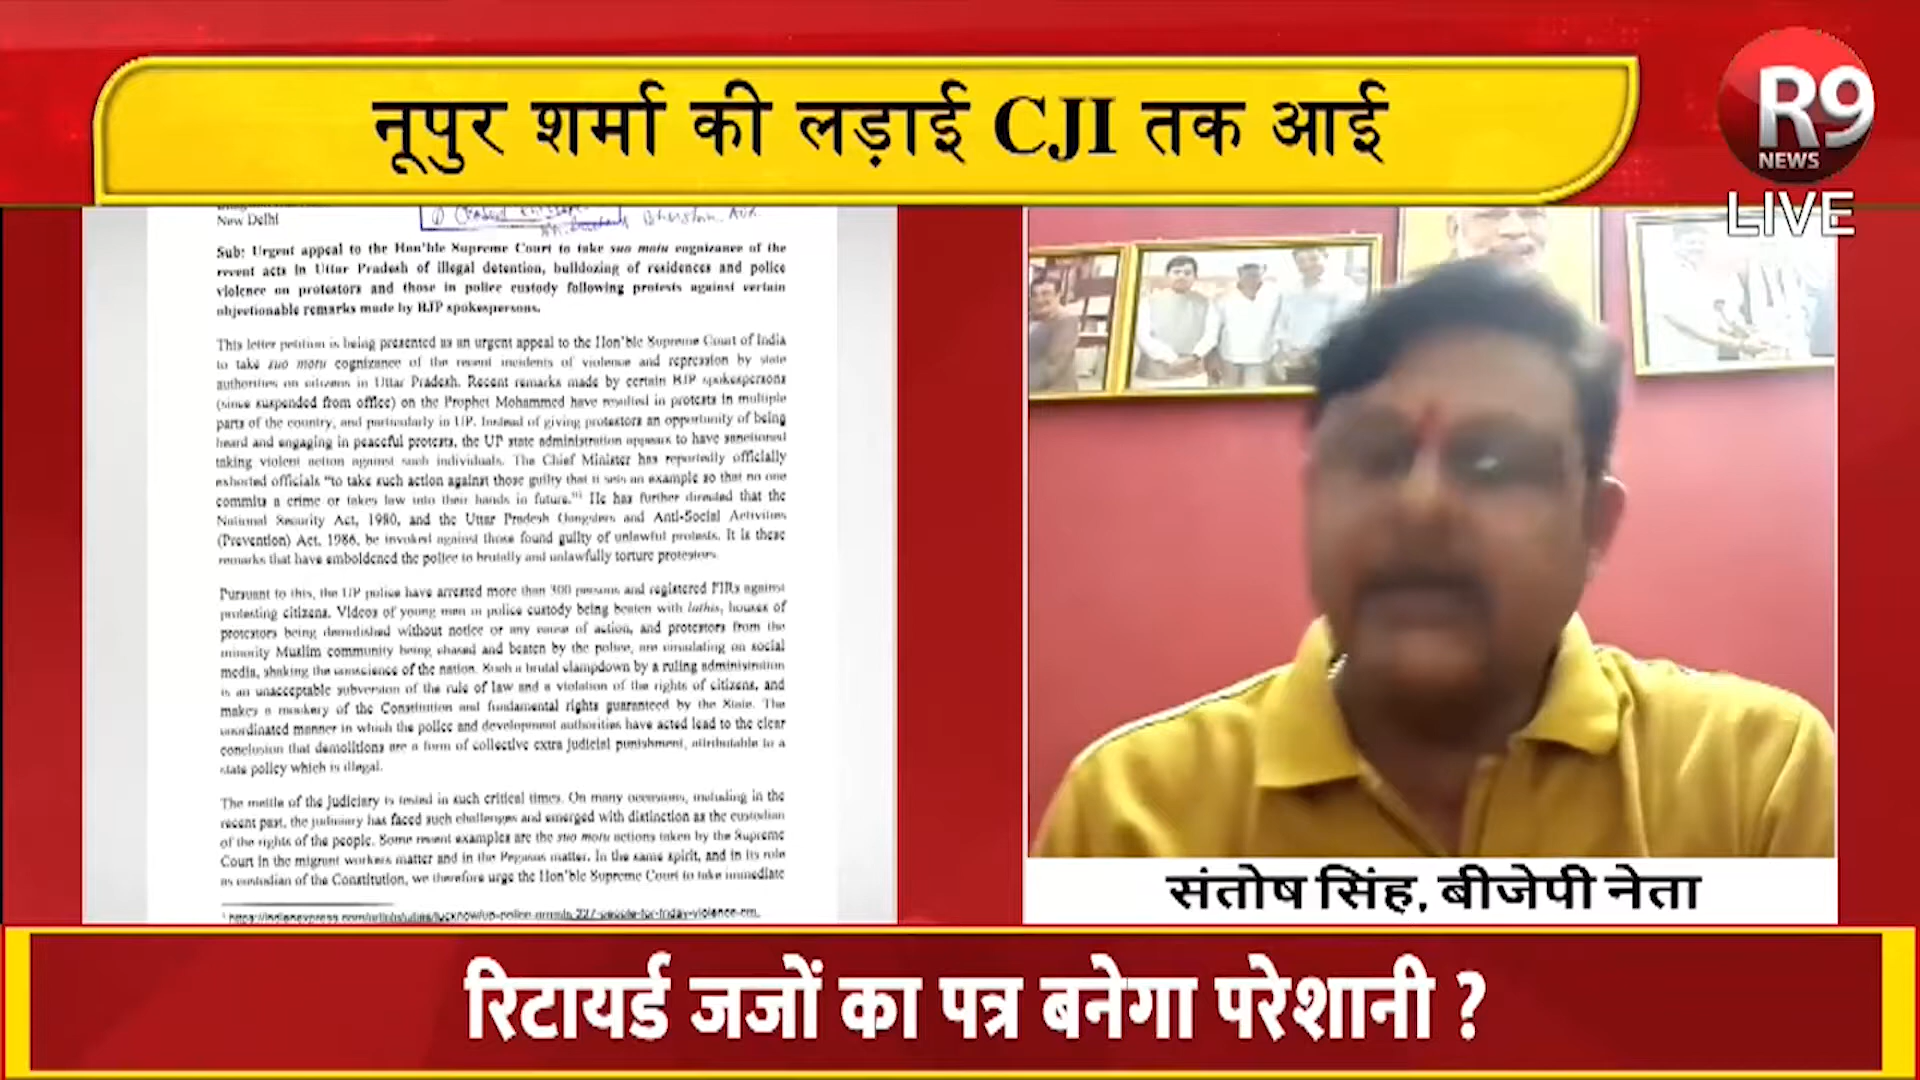 नूपुर शर्मा की लड़ाई CJI तक आई
R9
NEWS
LIVE
New Delhi
Sub: Urgent appeal to the Hon'ble Supreme Court to take suo motu cognizance of the
recent acts in Uttar Pradesh of illegal detention, bulldozing of residences and police
violence on protestors and those in police custody following protests against certain
objectionable remarks made by BJP spokespersons.
This letter petition is being presented as an urgent appeal to the Hon'ble Supreme Court of India
to take suo motu cognizance of the recent incidents of violence and repression by state
authorities on citizens in Uttar Pradesh. Recent remarks made by certain BJP spokespersons
(since suspended from office) on the Prophet Mohammed have resulted in protests in multiple
parts of the country, and particularly in UP. Instead of giving protestors an opportunity of being
heard and engaging in peaceful protests, the UP state administration appears to have sanctioned
taking violent action against such individuals. The Chief Minister has reportedly officially
exhorted officials "to take such action against those guilty that it sets an example so that no one
commits a crime or takes law into their hands in future." He has further directed that the
National Security Act, 1980, and the Uttar Pradesh Gangsters and Anti-Social Activities
(Prevention) Act, 1986, be invoked against those found guilty of unlawful protests. It is these
remarks that have emboldened the police to brutally and unlawfully torture protestors.
Pursuant to this, the UP police have arrested more than 300 persons and registered FIRs against
protesting citizens. Videos of young men in police custody being beaten with lathis, houses of
protestors being demolished without notice or any cause of action, and protestors from the
minority Muslim community being chased and beaten by the police, are circulating on social
media, shaking the conscience of the nation. Such a brutal clampdown by a ruling administration
is an unacceptable subversion of the rule of law and a violation of the rights of citizens, and
makes a mockery of the Constitution and fundamental rights guaranteed by the State. The
coordinated manner in which the police and development authorities have acted lead to the clear
conclusion that demolitions are a form of collective extra judicial punishment, attributable to a
state policy which is illegal.
The mettle of the judiciary is tested in such critical times. On many occasions, including in the
recent past, the judiciary has faced such challenges and emerged with distinction as the custodian
of the rights of the people. Some recent examples are the suo motu actions taken by the Supreme
Court in the migrant workers matter and in the Pegasus matter. In the same spirit, and in its role
as custodian of the Constitution, we therefore urge the Hon'ble Supreme Court to take immediate
संतोष सिंह, बीजेपी नेता
रिटायर्ड जजों का पत्र बनेगा परेशानी ?